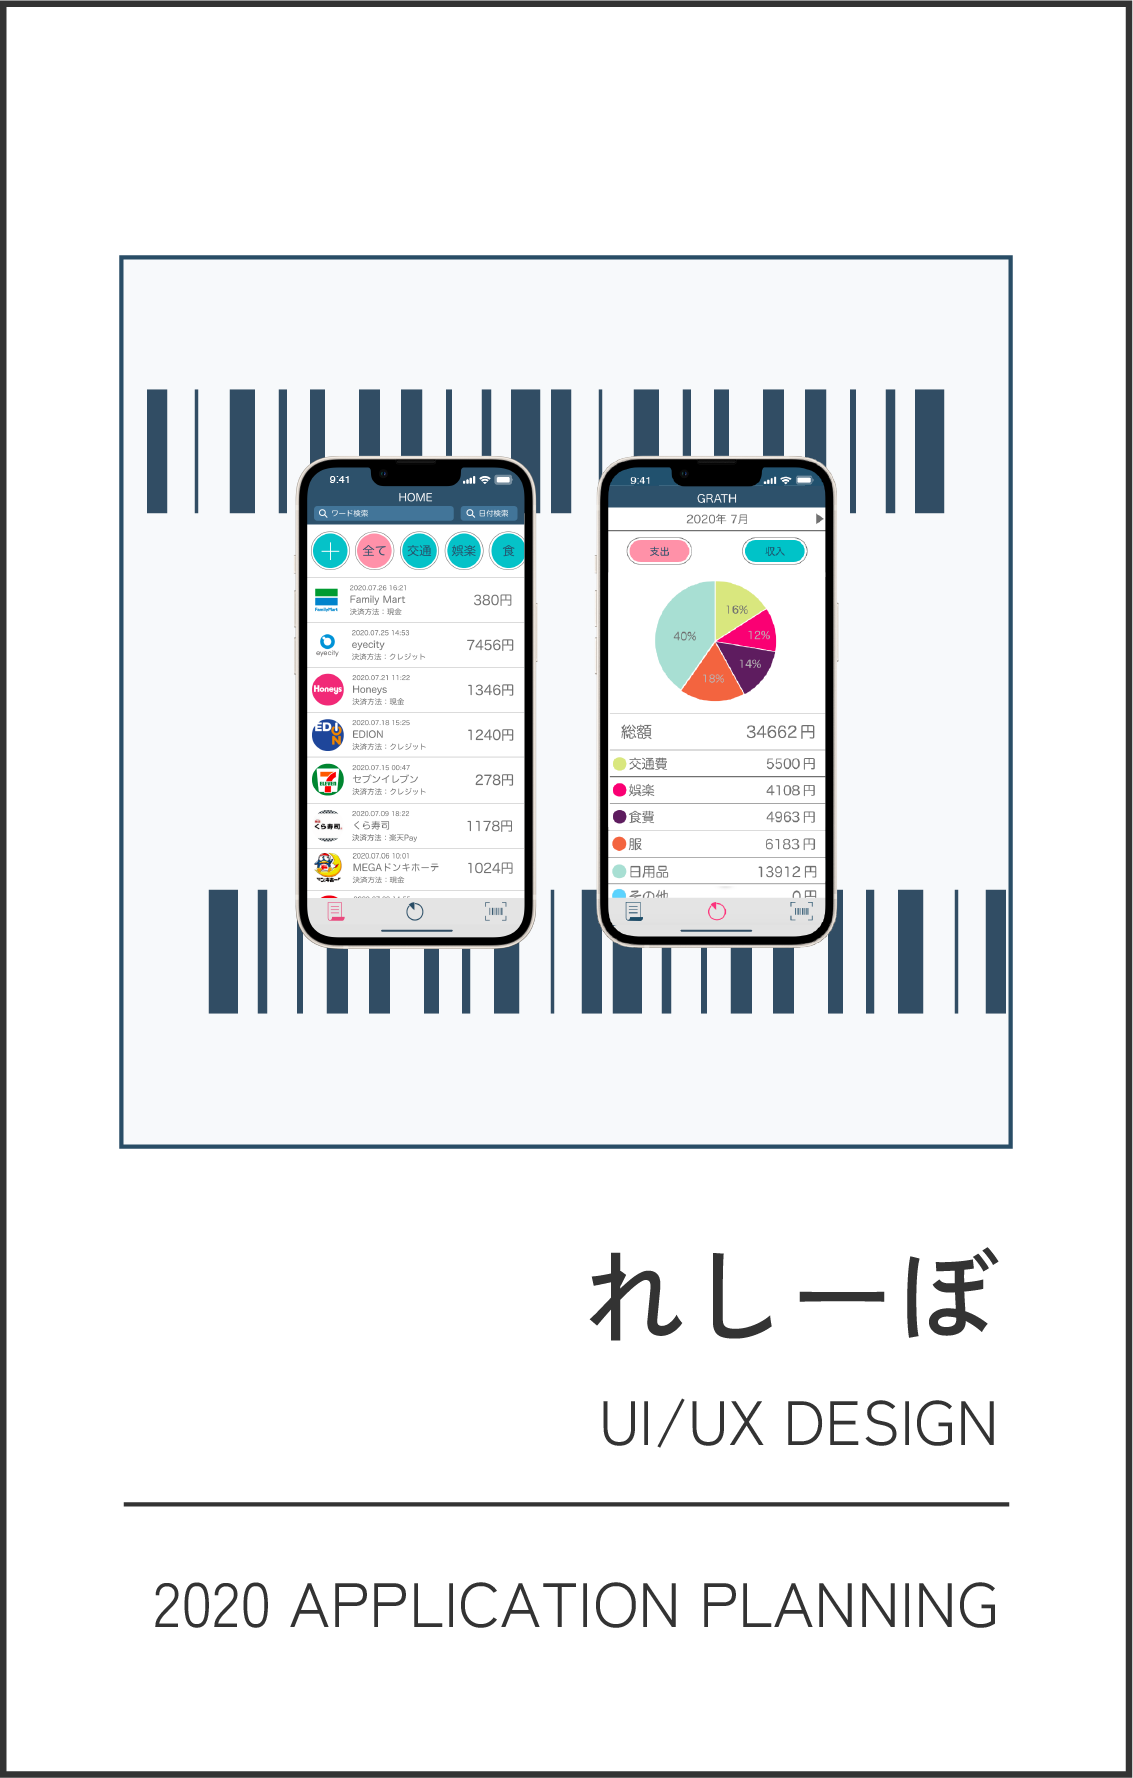 9:41
HOME
ワード検索 日付検索
全て 交通 娯楽 食
2020.07.26 16:21
FamilyMart
Family Mart 380円
決済方法：現金
2020.07.25 14:53
eyecity
eyecity 7456円
決済方法：クレジット
2020.07.21 11:22
Honeys
Honeys 1346円
決済方法：現金
2020.07.18 15:25
EDION
EDION 1240円
決済方法：クレジット
2020.07.15 00:47
7 ELEVEN
セブンイレブン 278円
決済方法：クレジット
2020.07.09 18:22
くら寿司
くら寿司 1178円
決済方法：楽天Pay
2020.07.06 10:01
MEGAドンキホーテ 1024円
決済方法：現金
9:41
GRATH
2020年 7月
支出 収入
16%
12%
14%
18%
40%
総額 34662円
交通費 5500円
娯楽 4108円
食費 4963円
服 6183円
日用品 13912円
その他 0円
れしーぼ
UI/UX DESIGN
2020 APPLICATION PLANNING